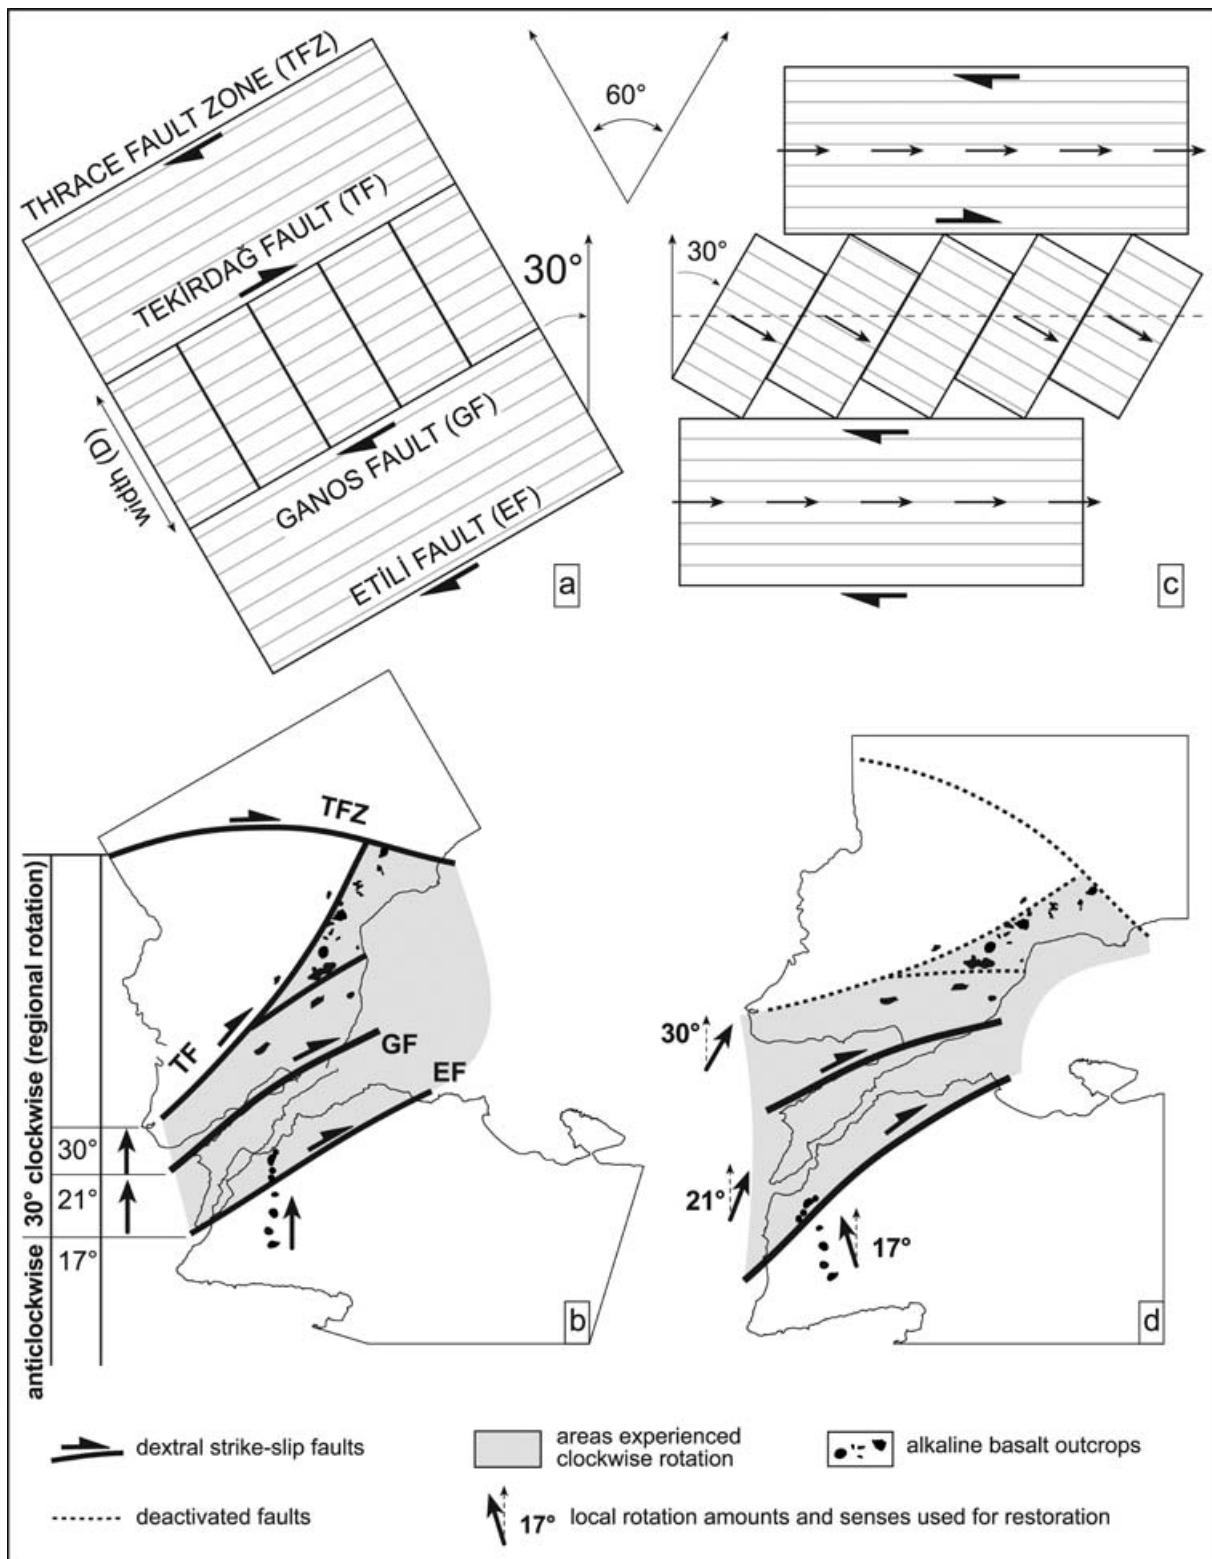 THRACE FAULT ZONE (TFZ)
TEKİRDAĞ FAULT (TF)
GANOS FAULT (GF)
ETİLİ FAULT (EF)
width (D)
30°
a
60°
30°
c
TFZ
TF
GF
EF
anticlockwise 30° clockwise (regional rotation)
30°
21°
17°
b
30°
21°
17°
d
dextral strike-slip faults
areas experienced
clockwise rotation
alkaline basalt outcrops
deactivated faults
17° local rotation amounts and senses used for restoration